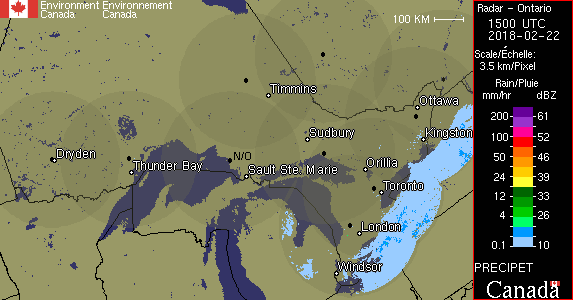 Environment Environnement
Canada Canada
100 KM
Timmins
Ottawa
Sudbury
Kingston
Dryden
N/O
Thunder Bay
Sault Ste. Marie
Orillia
Toronto
London
Windsor
Radar - Ontario
1500 UTC
2018-02-22
Scale/Échelle:
3.5 km/Pixel
Rain/Pluie
mm/hr dBZ
200 61
100 52
50 46
24 39
12 33
4 26
0.1 10
PRECIPET
Canada